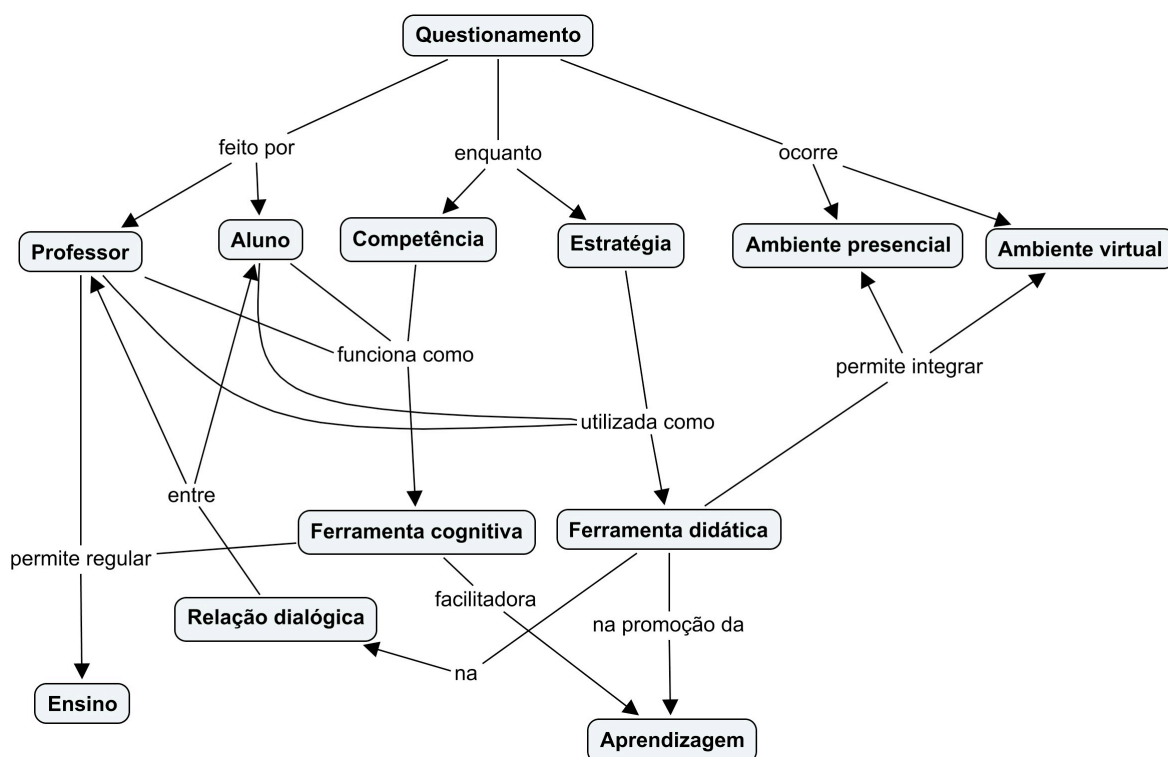 Questionamento
feito por
enquanto
ocorre
Professor
Aluno
Competência
Estratégia
Ambiente presencial
Ambiente virtual
funciona como
permite integrar
utilizada como
entre
Ferramenta cognitiva
Ferramenta didática
permite regular
facilitadora
Relação dialógica
na promoção da
na
Ensino
Aprendizagem